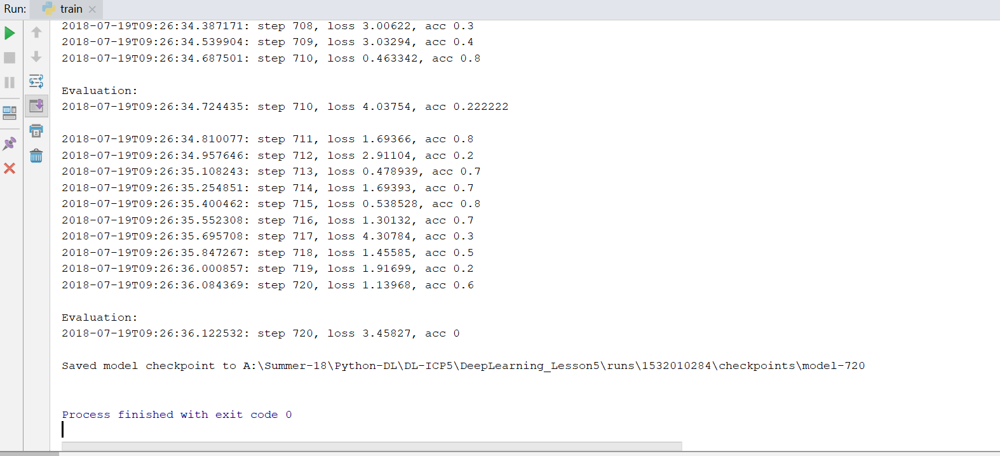 Run: train
2018-07-19T09:26:34.387171: step 708, loss 3.00622, acc 0.3
2018-07-19T09:26:34.539904: step 709, loss 3.03294, acc 0.4
2018-07-19T09:26:34.687501: step 710, loss 0.463342, acc 0.8
Evaluation:
2018-07-19T09:26:34.724435: step 710, loss 4.03754, acc 0.222222
2018-07-19T09:26:34.810077: step 711, loss 1.69366, acc 0.8
2018-07-19T09:26:34.957646: step 712, loss 2.91104, acc 0.2
2018-07-19T09:26:35.108243: step 713, loss 0.478939, acc 0.7
2018-07-19T09:26:35.254851: step 714, loss 1.69393, acc 0.7
2018-07-19T09:26:35.400462: step 715, loss 0.538528, acc 0.8
2018-07-19T09:26:35.552308: step 716, loss 1.30132, acc 0.7
2018-07-19T09:26:35.695708: step 717, loss 4.30784, acc 0.3
2018-07-19T09:26:35.847267: step 718, loss 1.45585, acc 0.5
2018-07-19T09:26:36.000857: step 719, loss 1.91699, acc 0.2
2018-07-19T09:26:36.084369: step 720, loss 1.13968, acc 0.6
Evaluation:
2018-07-19T09:26:36.122532: step 720, loss 3.45827, acc 0
Saved model checkpoint to A:\Summer-18\Python-DL\DL-ICP5\DeepLearning_Lesson5\runs\1532010284\checkpoints\model-720
Process finished with exit code 0